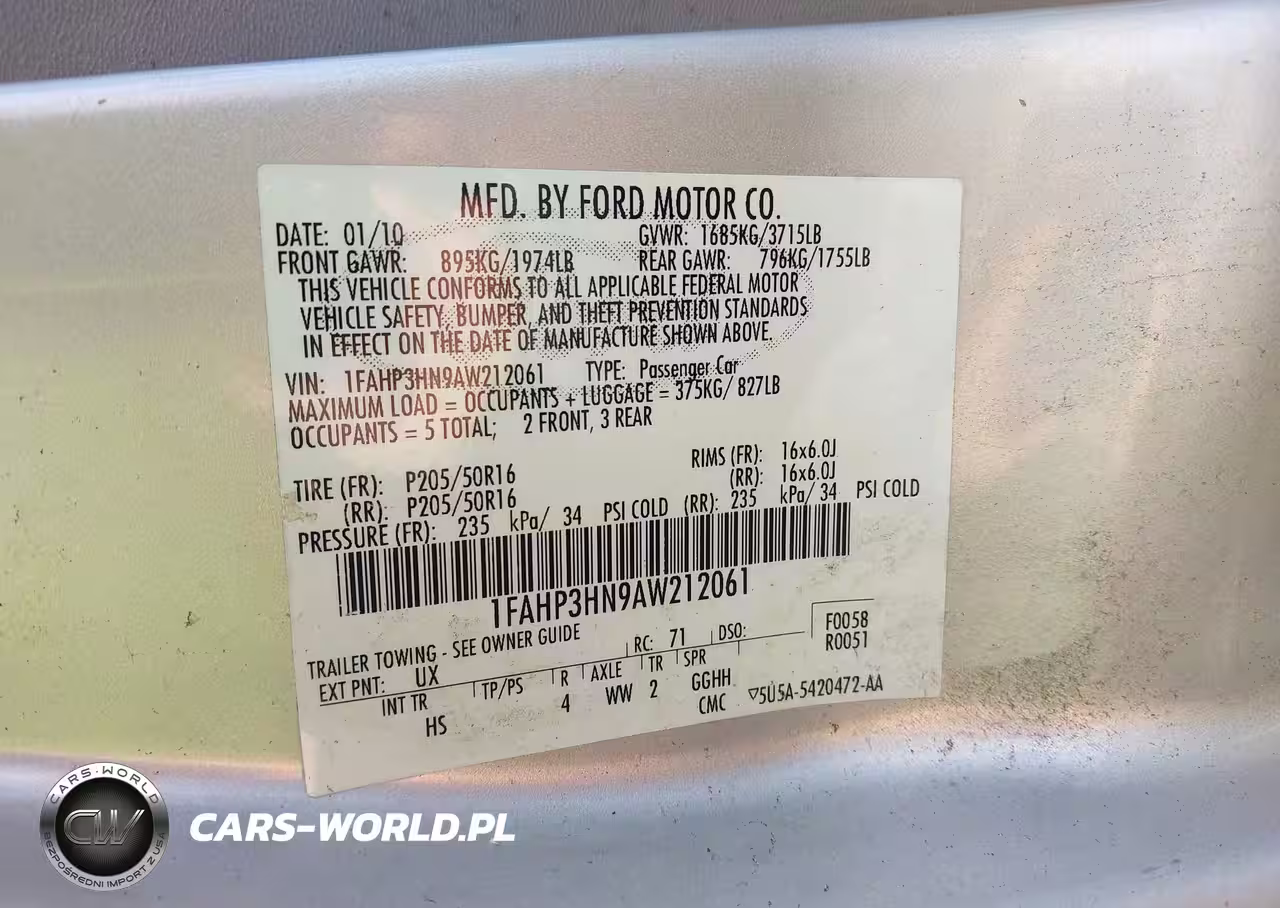 MFD. BY FORD MOTOR CO.
DATE: 01/10 GVWR: 1685KG/3715LB
FRONT GAWR: 895KG/1974LB REAR GAWR: 796KG/1755LB
THIS VEHICLE CONFORMS TO ALL APPLICABLE FEDERAL MOTOR
VEHICLE SAFETY, BUMPER, AND THEFT PREVENTION STANDARDS
IN EFFECT ON THE DATE OF MANUFACTURE SHOWN ABOVE.
VIN: 1FAHP3HN9AW212061 TYPE: Passenger Car
MAXIMUM LOAD = OCCUPANTS + LUGGAGE = 375KG/ 827LB
OCCUPANTS = 5 TOTAL; 2 FRONT, 3 REAR
TIRE (FR): P205/50R16 RIMS (FR): 16x6.0J
(RR): P205/50R16 (RR): 16x6.0J
PRESSURE (FR): 235 kPa/ 34 PSI COLD (RR): 235 kPa/ 34 PSI COLD
1FAHP3HN9AW212061
TRAILER TOWING - SEE OWNER GUIDE RC: 71 DSO: F0058
R0051
EXT PNT: UX
INT TR TP/PS R AXLE TR SPR
HS 4 WW 2 GGHH
CMC ▽5U5A-5420472-AA
CARS-WORLD
CW
BEZPOŚREDNI IMPORT Z USA
CARS-WORLD.PL